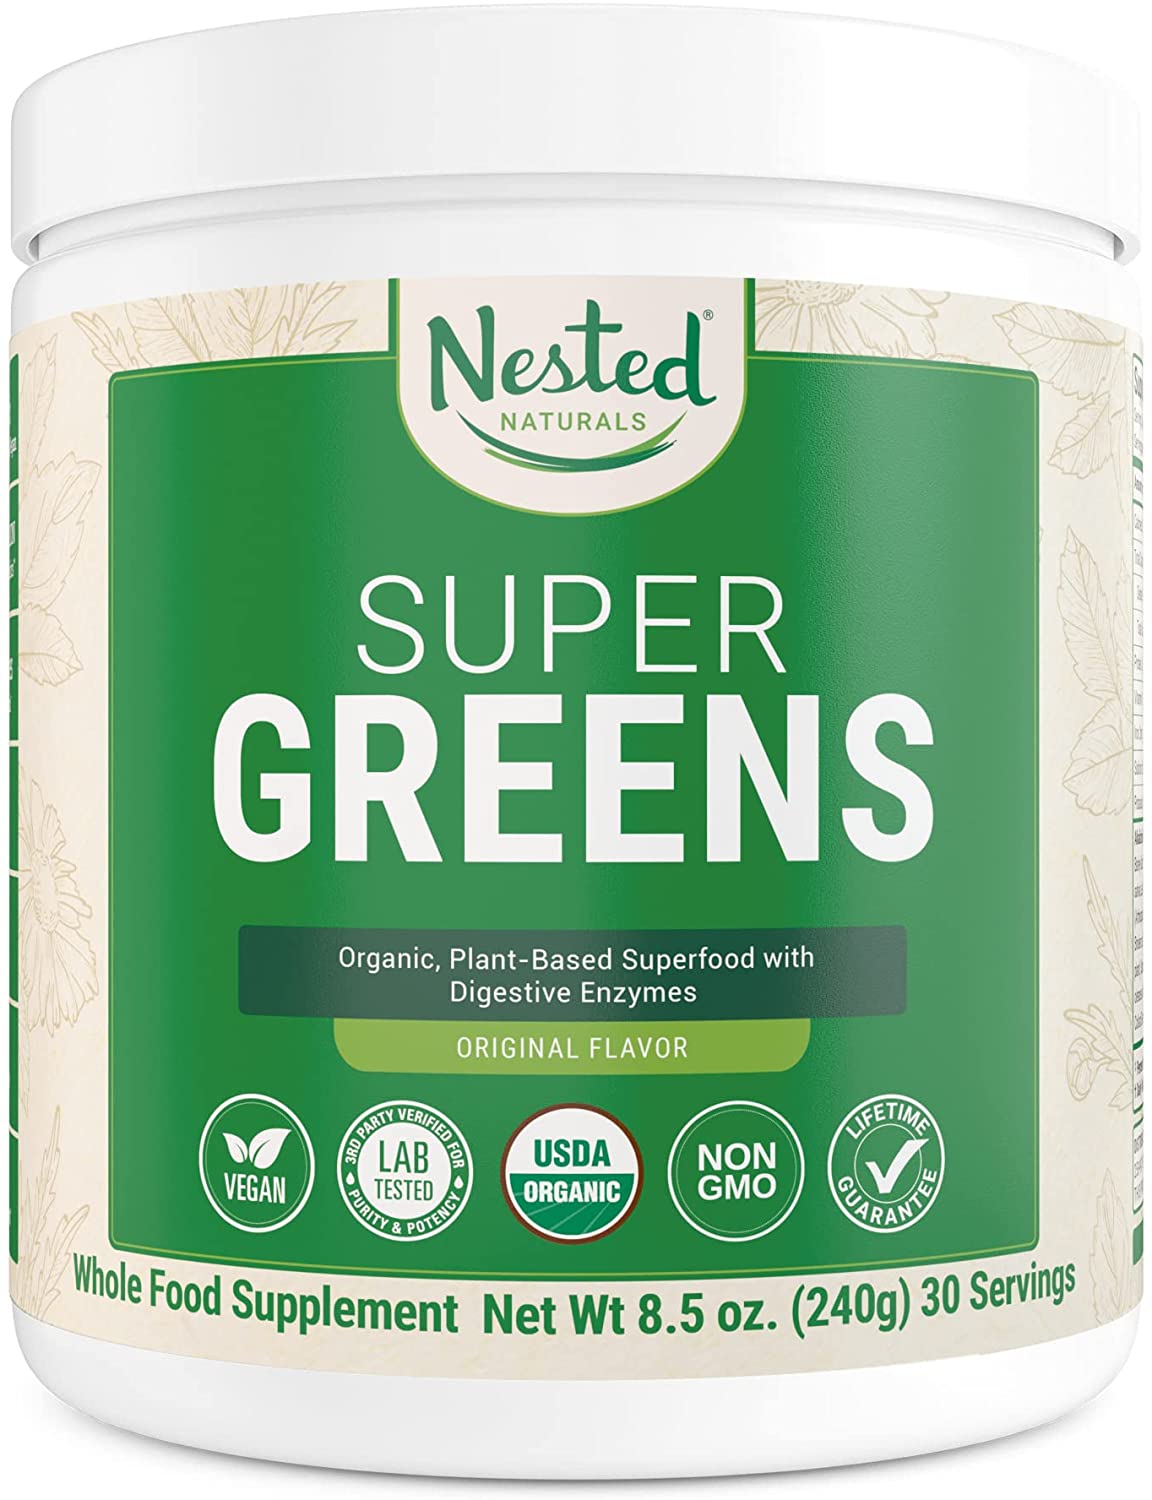 Nested®
NATURALS
SUPER
GREENS
Organic, Plant-Based Superfood with
Digestive Enzymes
ORIGINAL FLAVOR
VEGAN
3RD PARTY VERIFIED FOR
LAB
TESTED
PURITY & POTENCY
USDA
ORGANIC
NON
GMO
LIFETIME
GUARANTEE
Whole Food Supplement Net Wt 8.5 oz. (240g) 30 Servings